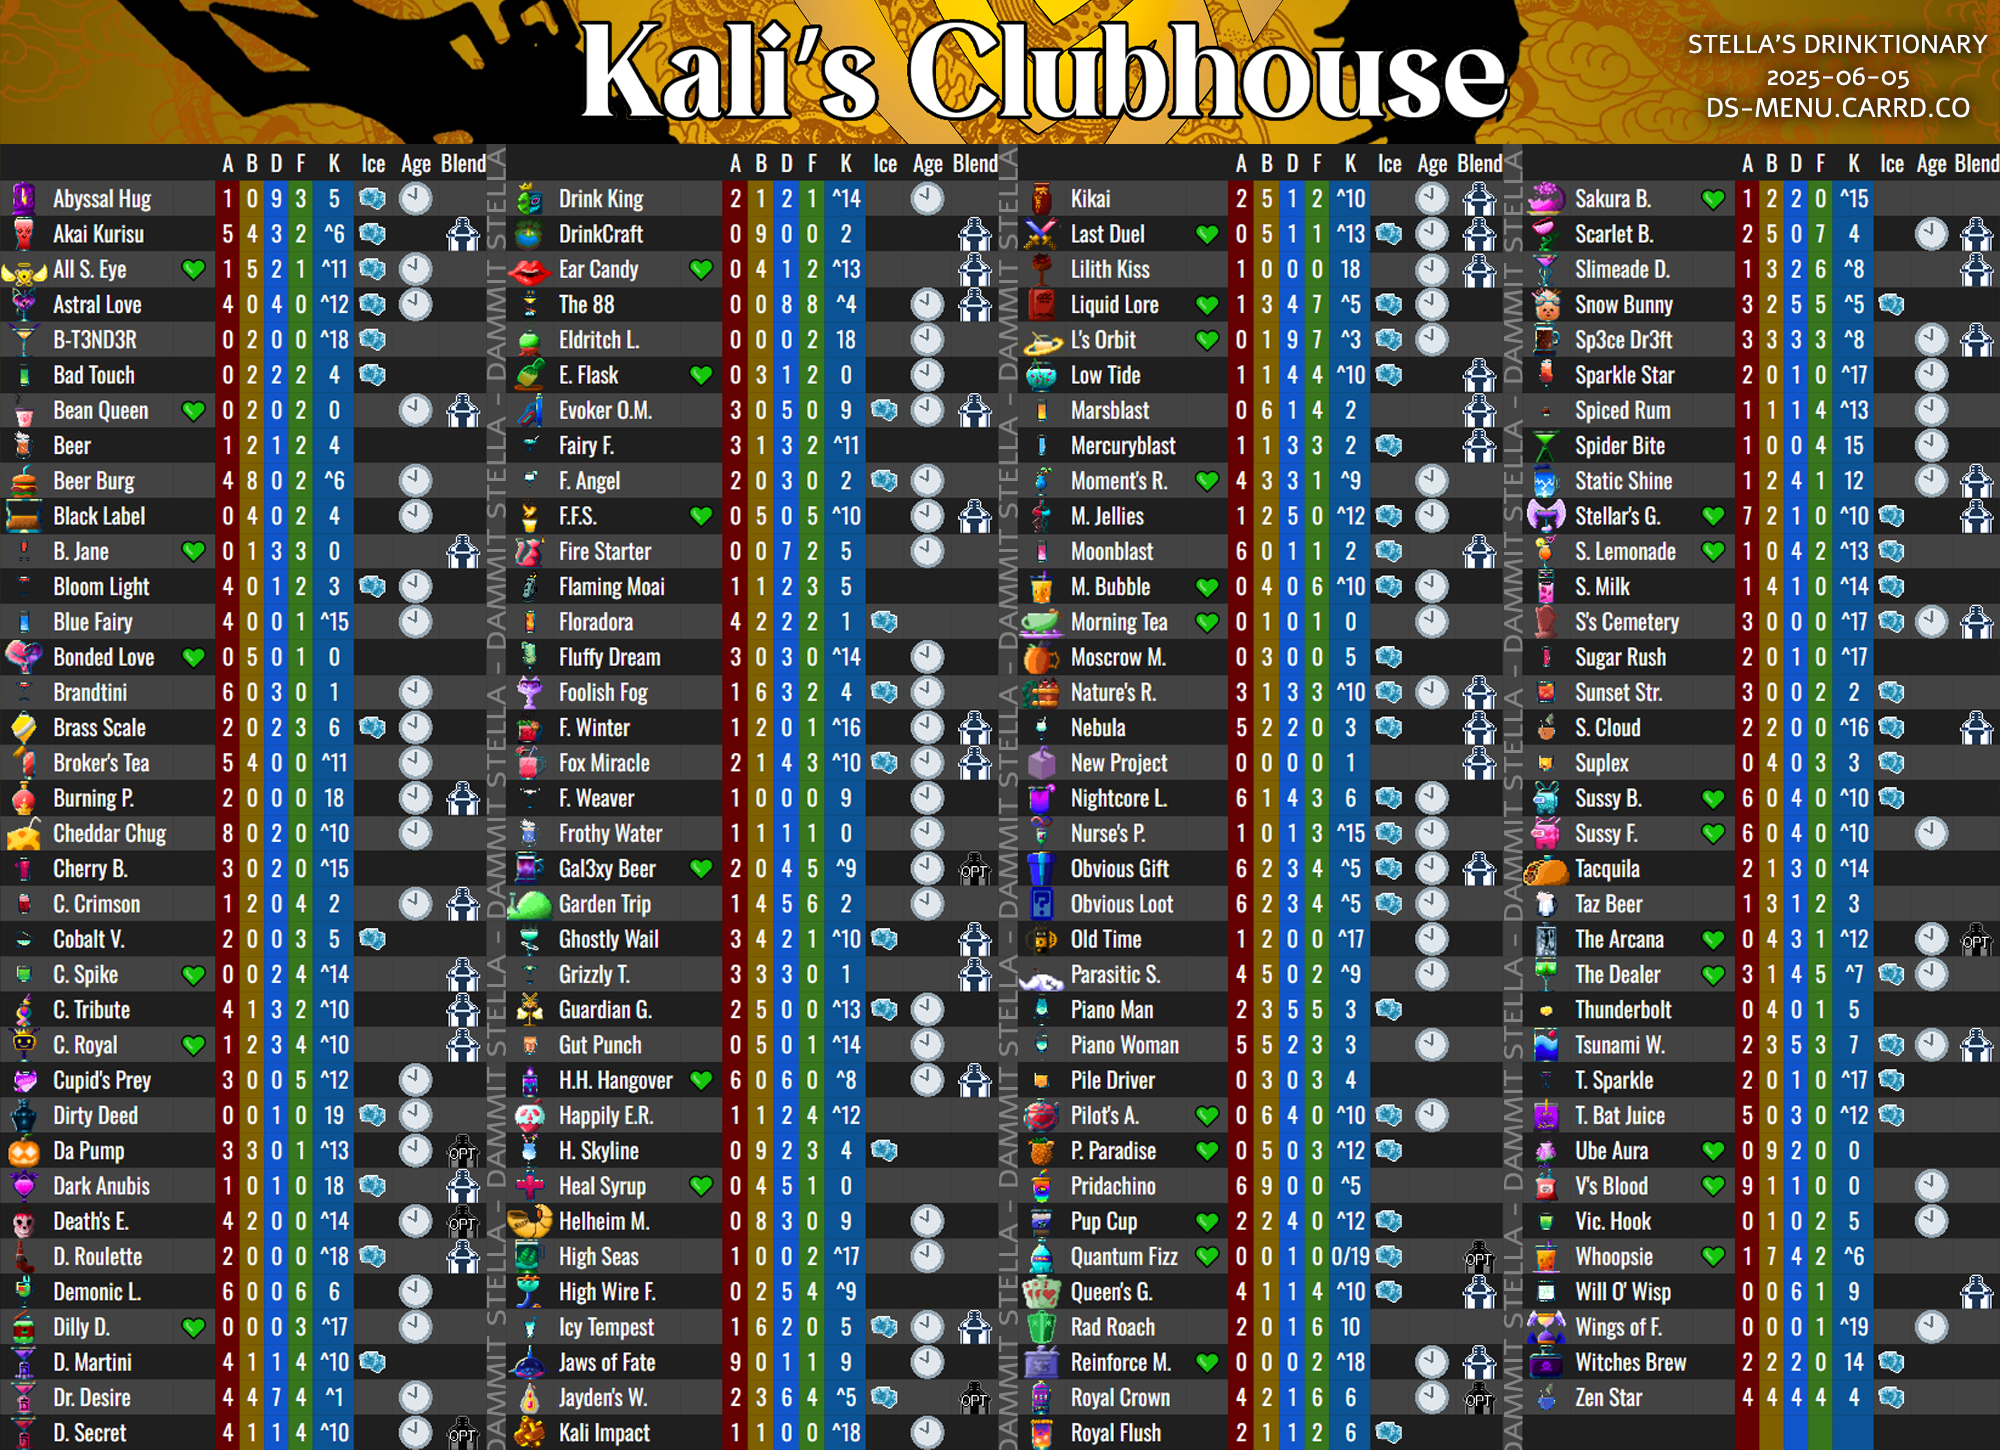 Kali's Clubhouse
STELLA'S DRINKTIONARY
2025-06-05
DS-MENU.CARRD.CO
A B D F K Ice Age Blend
Abyssal Hug 1 0 9 3 5
Akai Kurisu 5 4 3 2 ^6
All S. Eye 1 5 2 1 ^11
Astral Love 4 0 4 0 ^12
B-T3ND3R 0 2 0 0 ^18
Bad Touch 0 2 2 2 4
Bean Queen 0 2 0 2 0
Beer 1 2 1 2 4
Beer Burg 4 8 0 2 ^6
Black Label 0 4 0 2 4
B. Jane 0 1 3 3 0
Bloom Light 4 0 1 2 3
Blue Fairy 4 0 0 1 ^15
Bonded Love 0 5 0 1 0
Brandtini 6 0 3 0 1
Brass Scale 2 0 2 3 6
Broker's Tea 5 4 0 0 ^11
Burning P. 2 0 0 0 18
Cheddar Chug 8 0 2 0 ^10
Cherry B. 3 0 2 0 ^15
C. Crimson 1 2 0 4 2
Cobalt V. 2 0 0 3 5
C. Spike 0 0 2 4 ^14
C. Tribute 4 1 3 2 ^10
C. Royal 1 2 3 4 ^10
Cupid's Prey 3 0 0 5 ^12
Dirty Deed 0 0 1 0 19
Da Pump 3 3 0 1 ^13 OPT
Dark Anubis 1 0 1 0 18
Death's E. 4 2 0 0 ^14 OPT
D. Roulette 2 0 0 0 ^18
Demonic L. 6 0 0 6 6
Dilly D. 0 0 0 3 ^17
D. Martini 4 1 1 4 ^10
Dr. Desire 4 4 7 4 ^1
D. Secret 4 1 1 4 ^10 OPT
DAMMIT STELLA - DAMMIT STELLA - DAMMIT STELLA - DAMMIT STELLA
A B D F K Ice Age Blend
Drink King 2 1 2 1 ^14
DrinkCraft 0 9 0 0 2
Ear Candy 0 4 1 2 ^13
The 88 0 0 8 8 ^4
Eldritch L. 0 0 0 2 18
E. Flask 0 3 1 2 0
Evoker O.M. 3 0 5 0 9
Fairy F. 3 1 3 2 ^11
F. Angel 2 0 3 0 2
F.F.S. 0 5 0 5 ^10
Fire Starter 0 0 7 2 5
Flaming Moai 1 1 2 3 5
Floradora 4 2 2 2 1
Fluffy Dream 3 0 3 0 ^14
Foolish Fog 1 6 3 2 4
F. Winter 1 2 0 1 ^16
Fox Miracle 2 1 4 3 ^10
F. Weaver 1 0 0 0 9
Frothy Water 1 1 1 1 0
Gal3xy Beer 2 0 4 5 ^9 OPT
Garden Trip 1 4 5 6 2
Ghostly Wail 3 4 2 1 ^10
Grizzly T. 3 3 3 0 1
Guardian G. 2 5 0 0 ^13
Gut Punch 0 5 0 1 ^14
H.H. Hangover 6 0 6 0 ^8
Happily E.R. 1 1 2 4 ^12
H. Skyline 0 9 2 3 4
Heal Syrup 0 4 5 1 0
Helheim M. 0 8 3 0 9
High Seas 1 0 0 2 ^17
High Wire F. 0 2 5 4 ^9
Icy Tempest 1 6 2 0 5
Jaws of Fate 9 0 1 1 9
Jayden's W. 2 3 6 4 ^5 OPT
Kali Impact 1 1 0 0 ^18
DAMMIT STELLA - DAMMIT STELLA - DAMMIT STELLA - DAMMIT STELLA
A B D F K Ice Age Blend
Kikai 2 5 1 2 ^10
Last Duel 0 5 1 1 ^13
Lilith Kiss 1 0 0 0 18
Liquid Lore 1 3 4 7 ^5
L's Orbit 0 1 9 7 ^3
Low Tide 1 1 4 4 ^10
Marsblast 0 6 1 4 2
Mercuryblast 1 1 3 3 2
Moment's R. 4 3 3 1 ^9
M. Jellies 1 2 5 0 ^12
Moonblast 6 0 1 1 2
M. Bubble 0 4 0 6 ^10
Morning Tea 0 1 0 1 0
Moscrow M. 0 3 0 0 5
Nature's R. 3 1 3 3 ^10
Nebula 5 2 2 0 3
New Project 0 0 0 0 1
Nightcore L. 6 1 4 3 6
Nurse's P. 1 0 1 3 ^15
Obvious Gift 6 2 3 4 ^5
Obvious Loot 6 2 3 4 ^5
Old Time 1 2 0 0 ^17
Parasitic S. 4 5 0 2 ^9
Piano Man 2 3 5 5 3
Piano Woman 5 5 2 3 3
Pile Driver 0 3 0 3 4
Pilot's A. 0 6 4 0 ^10
P. Paradise 0 5 0 3 ^12
Pridachino 6 9 0 0 ^5
Pup Cup 2 2 4 0 ^12
Quantum Fizz 0 0 1 0 0/19 OPT
Queen's G. 4 1 1 4 ^10
Rad Roach 2 0 1 6 10
Reinforce M. 0 0 0 2 ^18
Royal Crown 4 2 1 6 6 OPT
Royal Flush 2 1 1 2 6
DAMMIT STELLA - DAMMIT STELLA - DAMMIT STELLA - DAMMIT STELLA
A B D F K Ice Age Blend
Sakura B. 1 2 2 0 ^15
Scarlet B. 2 5 0 7 4
Slimeade D. 1 3 2 6 ^8
Snow Bunny 3 2 5 5 ^5
Sp3ce Dr3ft 3 3 3 3 ^8
Sparkle Star 2 0 1 0 ^17
Spiced Rum 1 1 1 4 ^13
Spider Bite 1 0 0 4 15
Static Shine 1 2 4 1 12
Stellar's G. 7 2 1 0 ^10
S. Lemonade 1 0 4 2 ^13
S. Milk 1 4 1 0 ^14
S's Cemetery 3 0 0 0 ^17
Sugar Rush 2 0 1 0 ^17
Sunset Str. 3 0 0 2 2
S. Cloud 2 2 0 0 ^16
Suplex 0 4 0 3 3
Sussy B. 6 0 4 0 ^10
Sussy F. 6 0 4 0 ^10
Tacquila 2 1 3 0 ^14
Taz Beer 1 3 1 2 3
The Arcana 0 4 3 1 ^12 OPT
The Dealer 3 1 4 5 ^7
Thunderbolt 0 4 0 1 5
Tsunami W. 2 3 5 3 7
T. Sparkle 2 0 1 0 ^17
T. Bat Juice 5 0 3 0 ^12
Ube Aura 0 9 2 0 0
V's Blood 9 1 1 0 0
Vic. Hook 0 1 0 2 5
Whoopsie 1 7 4 2 ^6
Will O' Wisp 0 0 6 1 9
Wings of F. 0 0 0 1 ^19
Witches Brew 2 2 2 0 14
Zen Star 4 4 4 4 4